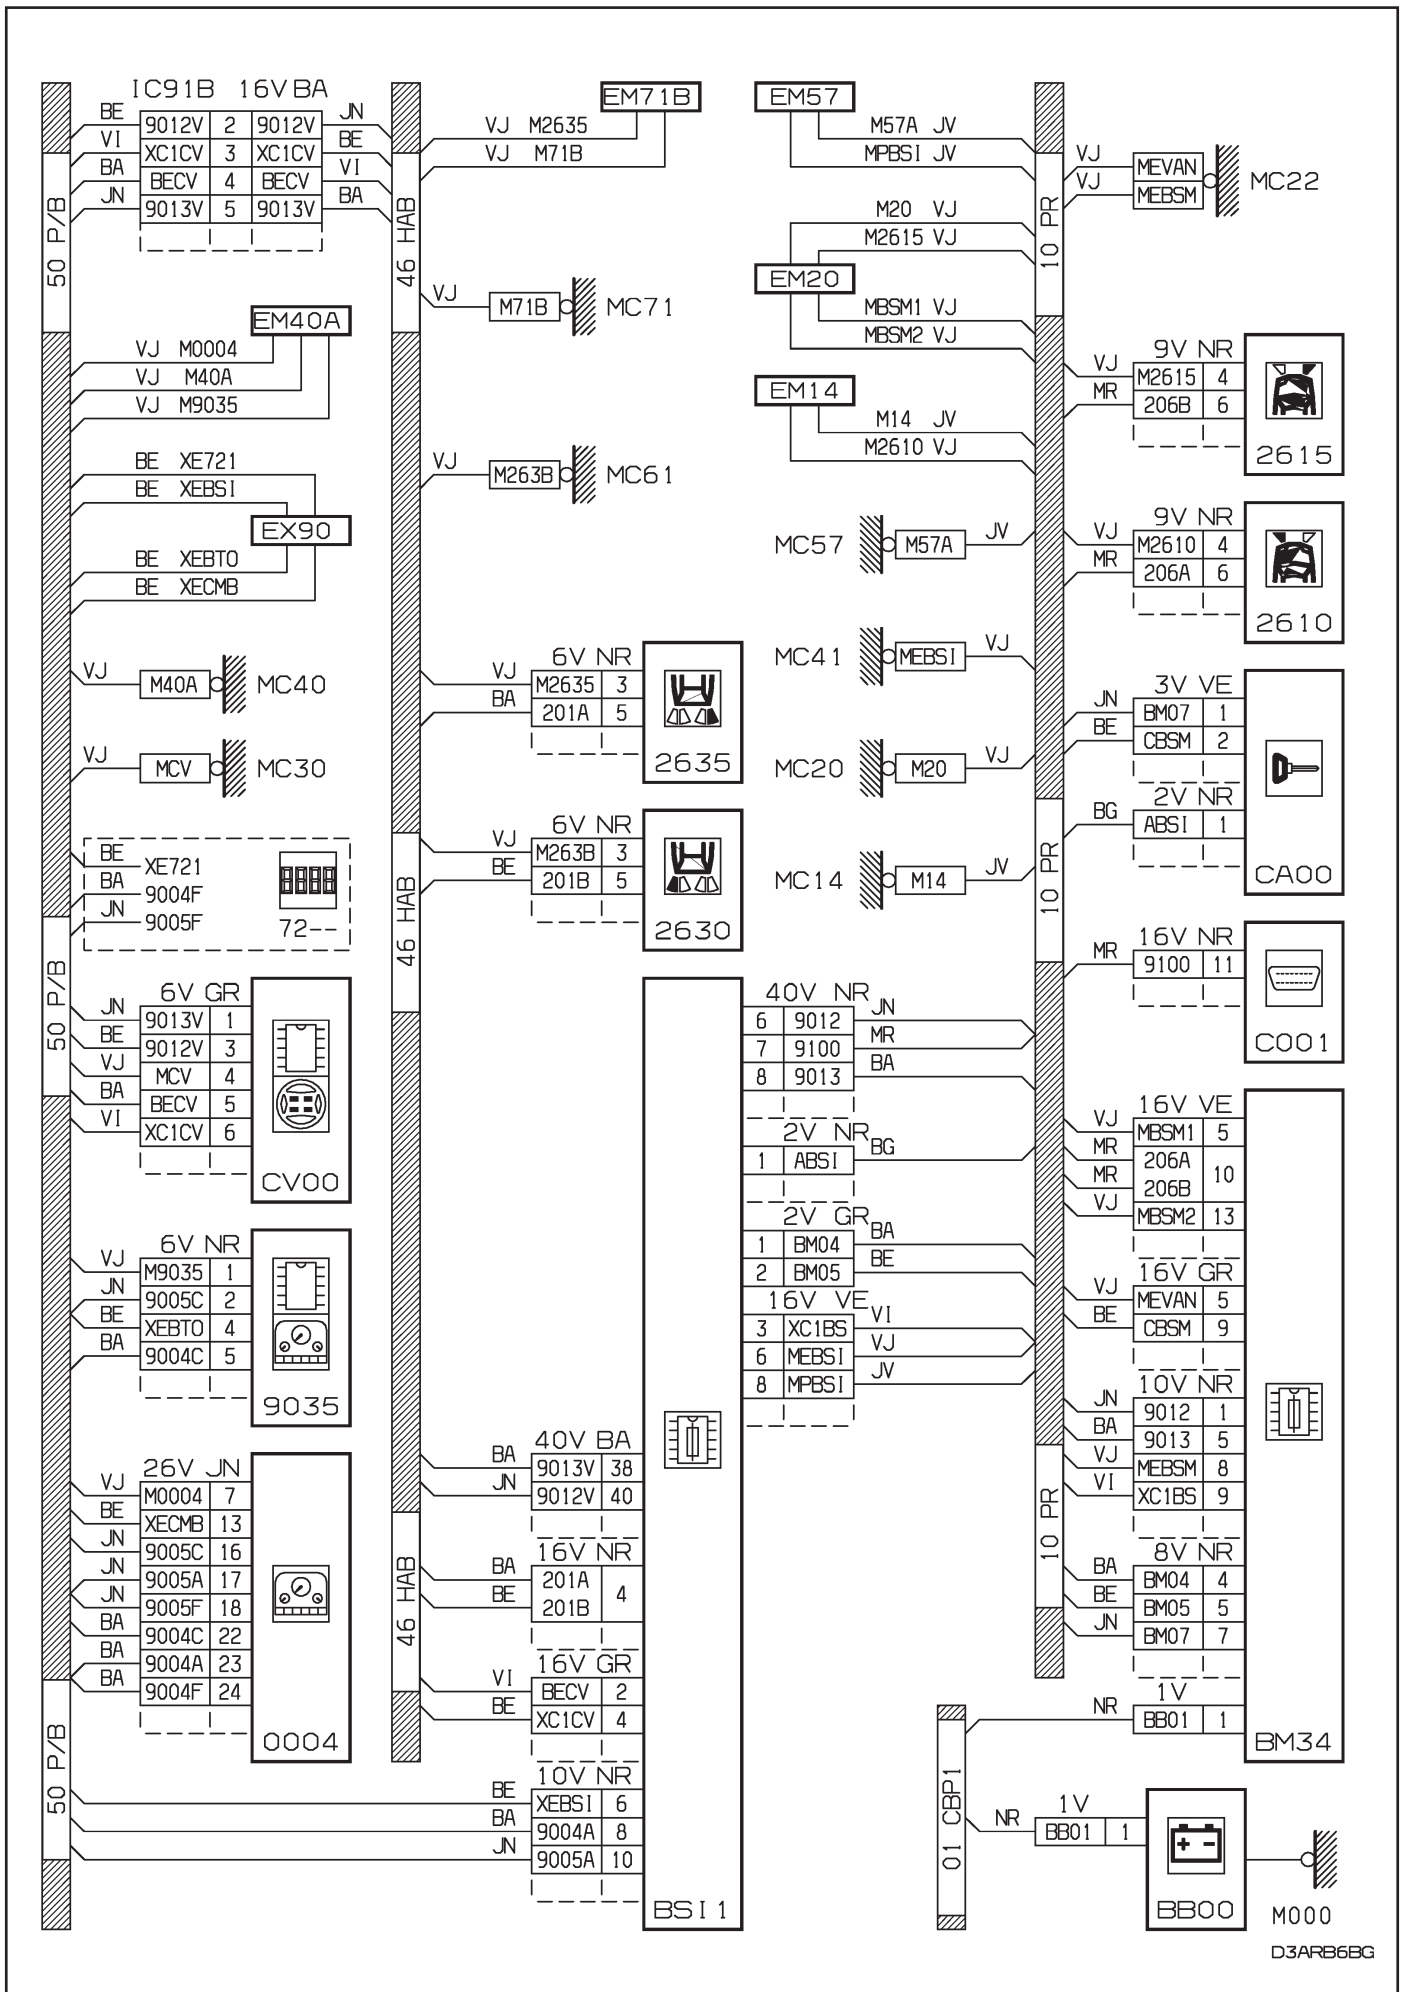 IC91B 16V BA
BE 9012V 2 9012V JN
VI XC1CV 3 XC1CV BE
BA BECV 4 BECV VI
JN 9013V 5 9013V BA
50 P/B
EM40A
VJ M0004
VJ M40A
VJ M9035
BE XE721
BE XEBSI
EX90
BE XEBTO
BE XECMB
VJ M40A MC40
VJ MCV MC30
BE XE721
BA 9004F
JN 9005F
72--
50 P/B
6V GR
JN 9013V 1
BE 9012V 3
VJ MCV 4
BA BECV 5
VI XC1CV 6
CV00
6V NR
VJ M9035 1
JN 9005C 2
BE XEBTO 4
BA 9004C 5
9035
26V JN
VJ M0004 7
BE XECMB 13
JN 9005C 16
JN 9005A 17
JN 9005F 18
BA 9004C 22
BA 9004A 23
BA 9004F 24
0004
50 P/B
46 HAB
EM71B
VJ M2635
VJ M71B
VJ M71B MC71
VJ M263B MC61
6V NR
VJ M2635 3
BA 201A 5
2635
6V NR
VJ M263B 3
BE 201B 5
2630
46 HAB
40V BA
BA 9013V 38
JN 9012V 40
16V NR
BA 201A 4
BE 201B
46 HAB
16V GR
VI BECV 2
BE XC1CV 4
10V NR
BE XEBSI 6
BA 9004A 8
JN 9005A 10
BSI1
40V NR
6 9012 JN
7 9100 MR
8 9013 BA
2V NR
1 ABSI BG
2V GR
1 BM04 BA
2 BM05 BE
16V VE
3 XC1BS VI
6 MEBSI VJ
8 MPBSI JV
EM57
M57A JV
MPBSI JV
M20 VJ
M2615 VJ
EM20
MBSM1 VJ
MBSM2 VJ
EM14
M14 JV
M2610 VJ
MC57 M57A JV
MC41 MEBSI VJ
MC20 M20 VJ
MC14 M14 JV
10 PR
VJ MEVAN
VJ MEBSM
MC22
9V NR
VJ M2615 4
MR 206B 6
2615
9V NR
VJ M2610 4
MR 206A 6
2610
3V VE
JN BM07 1
BE CBSM 2
2V NR
BG ABSI 1
CA00
10 PR
16V NR
MR 9100 11
C001
16V VE
VJ MBSM1 5
MR 206A 10
MR 206B
VJ MBSM2 13
16V GR
VJ MEVAN 5
BE CBSM 9
10V NR
JN 9012 1
BA 9013 5
VJ MEBSM 8
VI XC1BS 9
10 PR
8V NR
BA BM04 4
BE BM05 5
JN BM07 7
1V
NR BB01 1
BM34
01 CBP1
1V
NR BB01 1
BB00
M000
D3ARB6BG